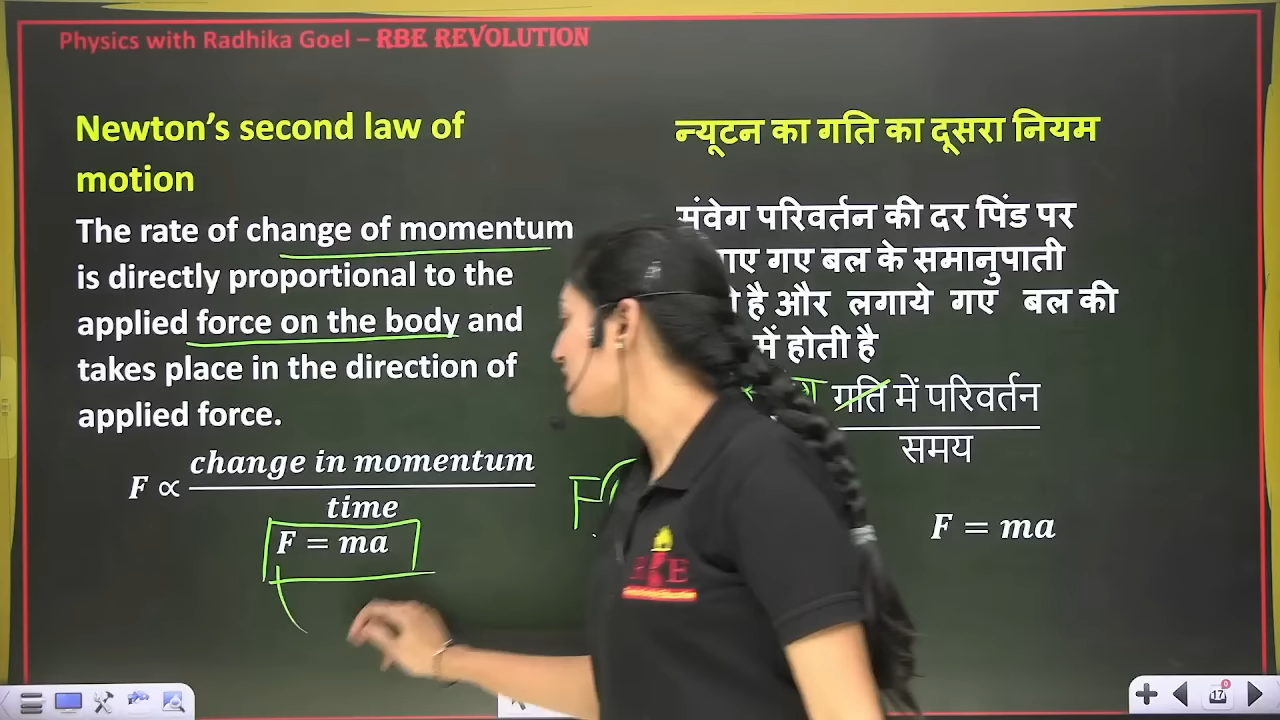 Physics with Radhika Goel – RBE REVOLUTION
Newton's second law of
motion
The rate of change of momentum
is directly proportional to the
applied force on the body and
takes place in the direction of
applied force.
F ∝ change in momentum
time
F = ma
F
न्यूटन का गति का दूसरा नियम
संवेग परिवर्तन की दर पिंड पर
गए बल के समानुपाती
है और लगाये गए बल की
में होती है
गति में परिवर्तन
समय
F = ma
RBE
17